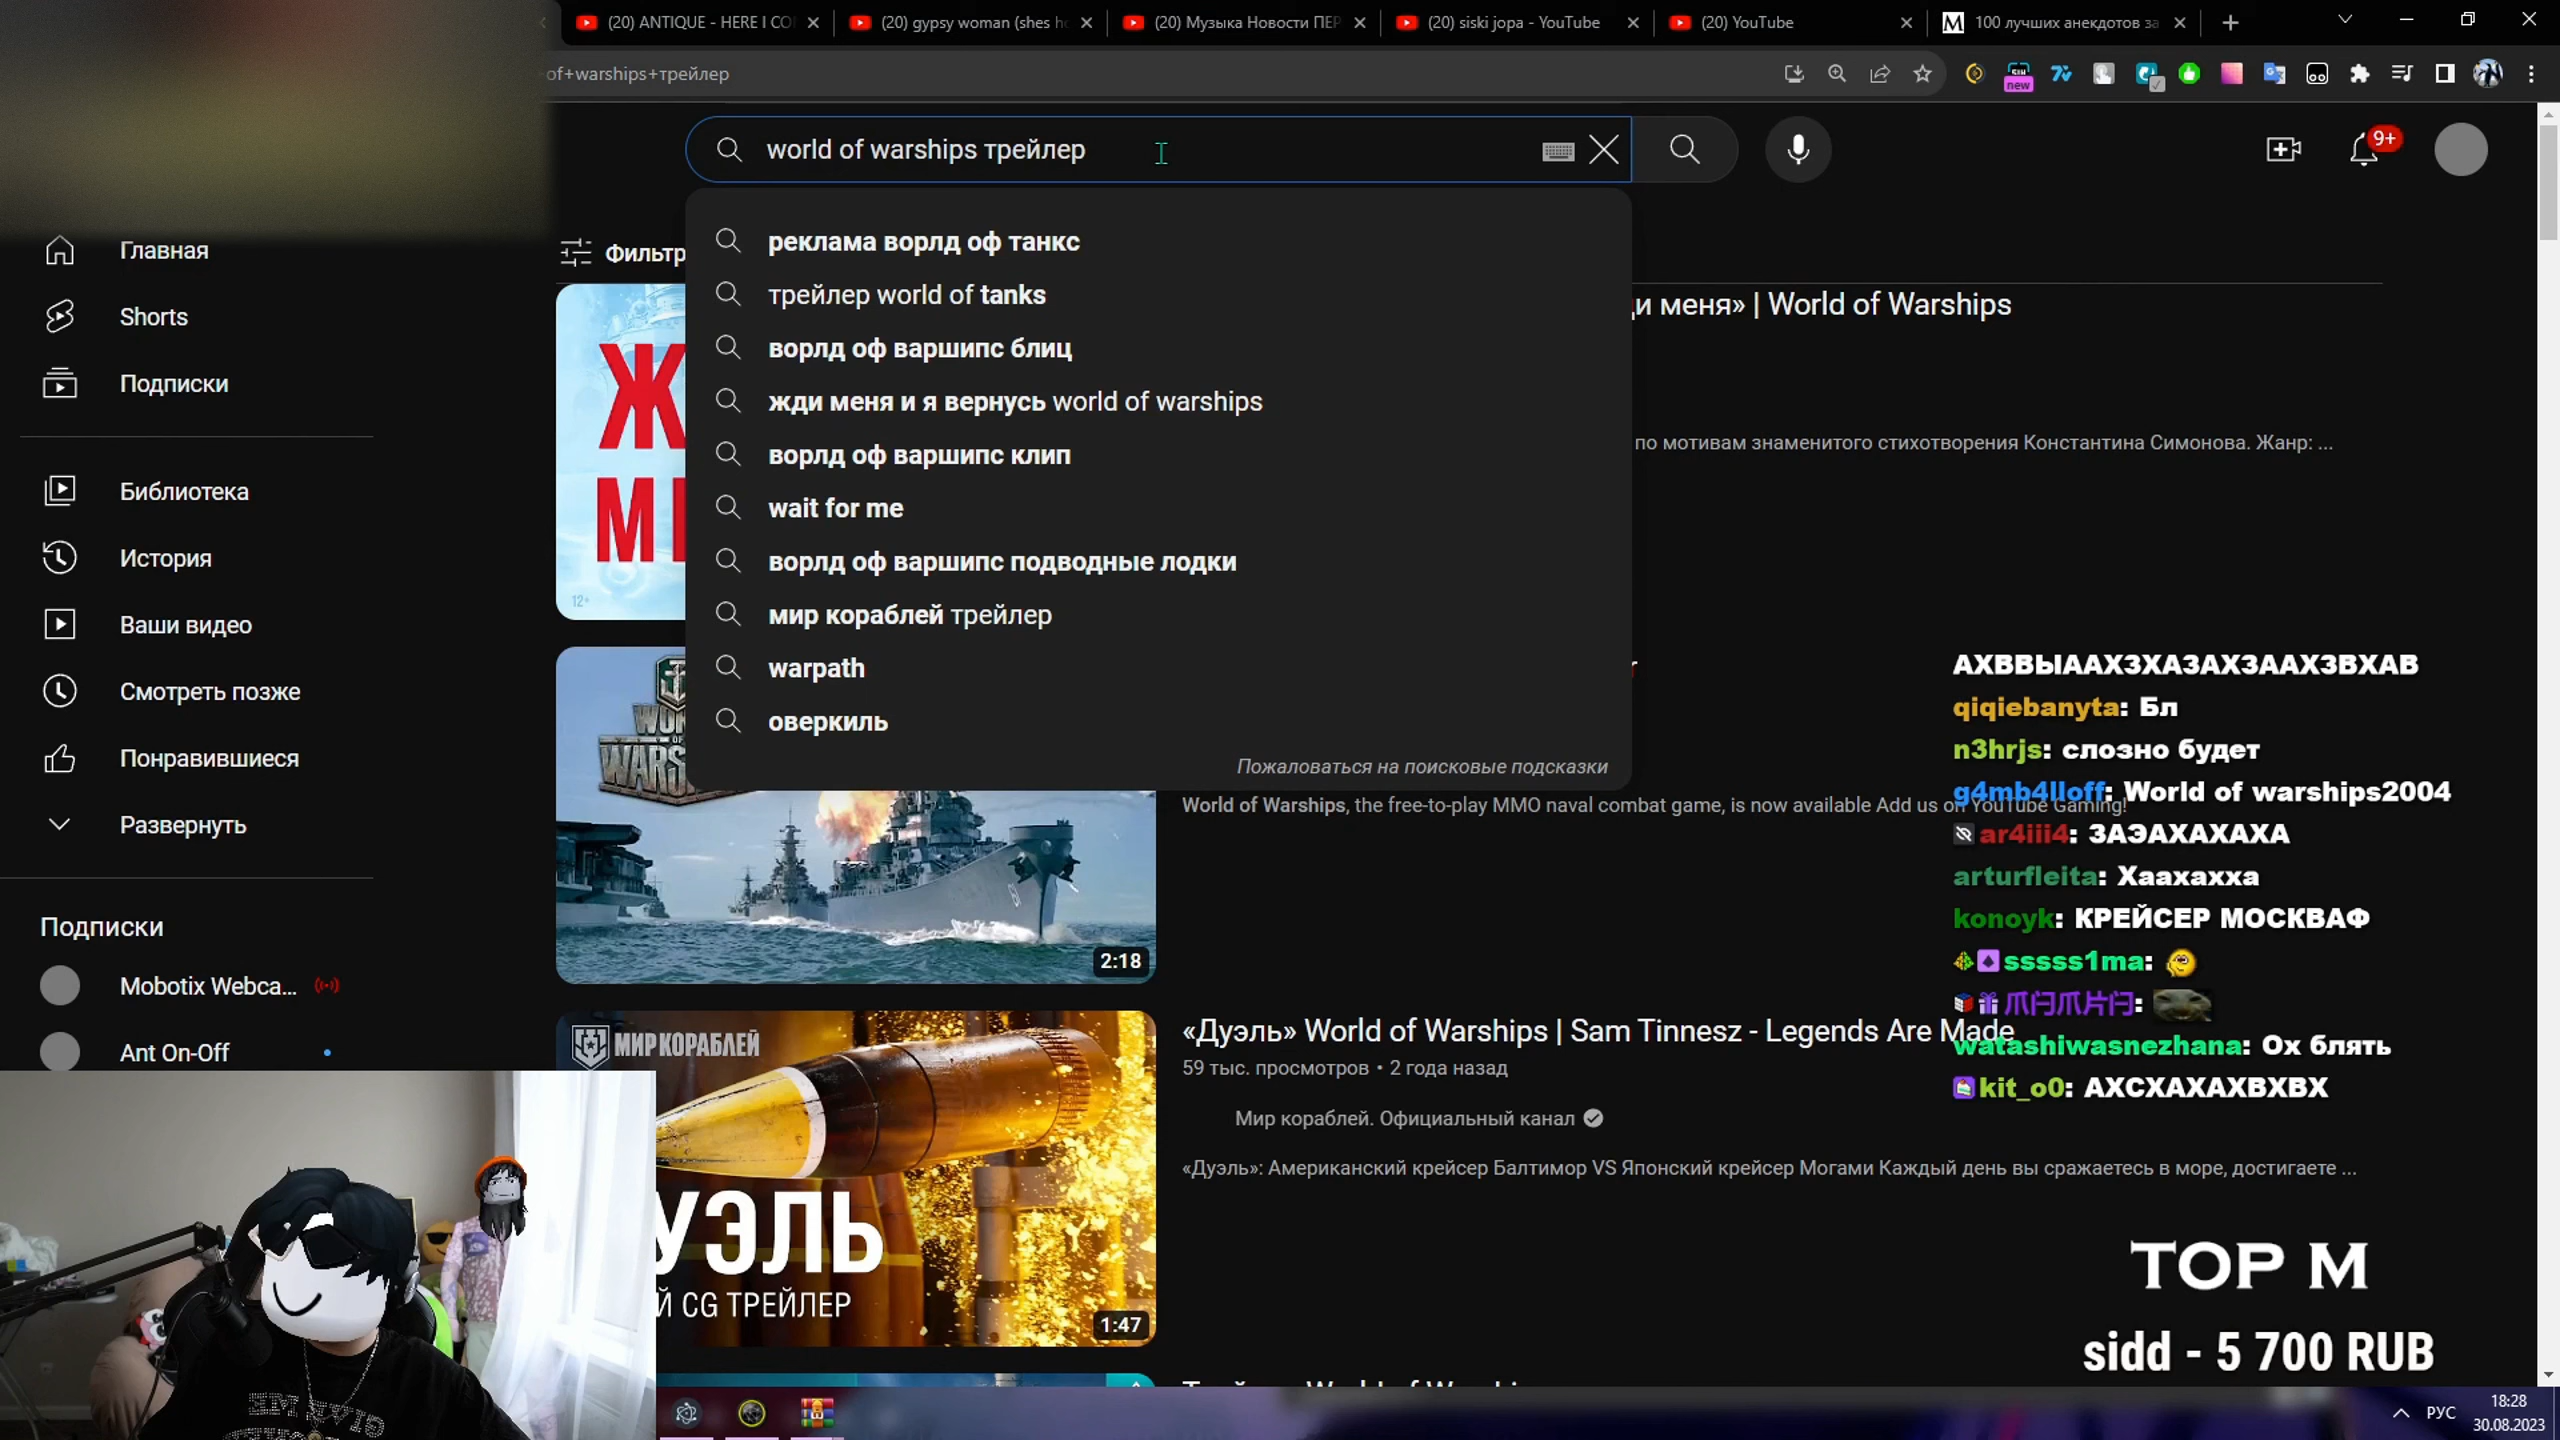 (20) ANTIQUE - HERE I CO
(20) gypsy woman (shes h
(20) Музыка Новости ПЕР
(20) siski jopa - YouTube
(20) YouTube
100 лучших анекдотов за
of+warships+трейлер
new
world of warships трейлер
9+
реклама ворлд оф танкс
трейлер world of tanks
ворлд оф варшипс блиц
жди меня и я вернусь world of warships
ворлд оф варшипс клип
wait for me
ворлд оф варшипс подводные лодки
мир кораблей трейлер
warpath
оверкиль
Пожаловаться на поисковые подсказки
Главная
Shorts
Подписки
Библиотека
История
Ваши видео
Смотреть позже
Понравившиеся
Развернуть
Подписки
Mobotix Webca...
Ant On-Off
Фильтр
Ж
М
12+
и меня» | World of Warships
по мотивам знаменитого стихотворения Константина Симонова. Жанр: ...
2:18
World of Warships, the free-to-play MMO naval combat game, is now available Add us on YouTube Gaming!
МИР КОРАБЛЕЙ
УЭЛЬ
Й CG ТРЕЙЛЕР
1:47
«Дуэль» World of Warships | Sam Tinnesz - Legends Are Made
59 тыс. просмотров • 2 года назад
Мир кораблей. Официальный канал
«Дуэль»: Американский крейсер Балтимор VS Японский крейсер Могами Каждый день вы сражаетесь в море, достигаете ...
АХВВЫААХЗХАЗАХЗААХЗВХАВ
qiqiebanyta: Бл
n3hrjs: слозно будет
g4mb4lloff: World of warships2004
ar4iii4: ЗАЭАХАХАХА
arturfleita: Хаахахха
konoyk: КРЕЙСЕР МОСКВАФ
sssss1ma:
watashiwasnezhana: Ох блять
kit_o0: АХСХАХАХВХВХ
TOP M
sidd - 5 700 RUB
РУС
18:28
30.08.2023